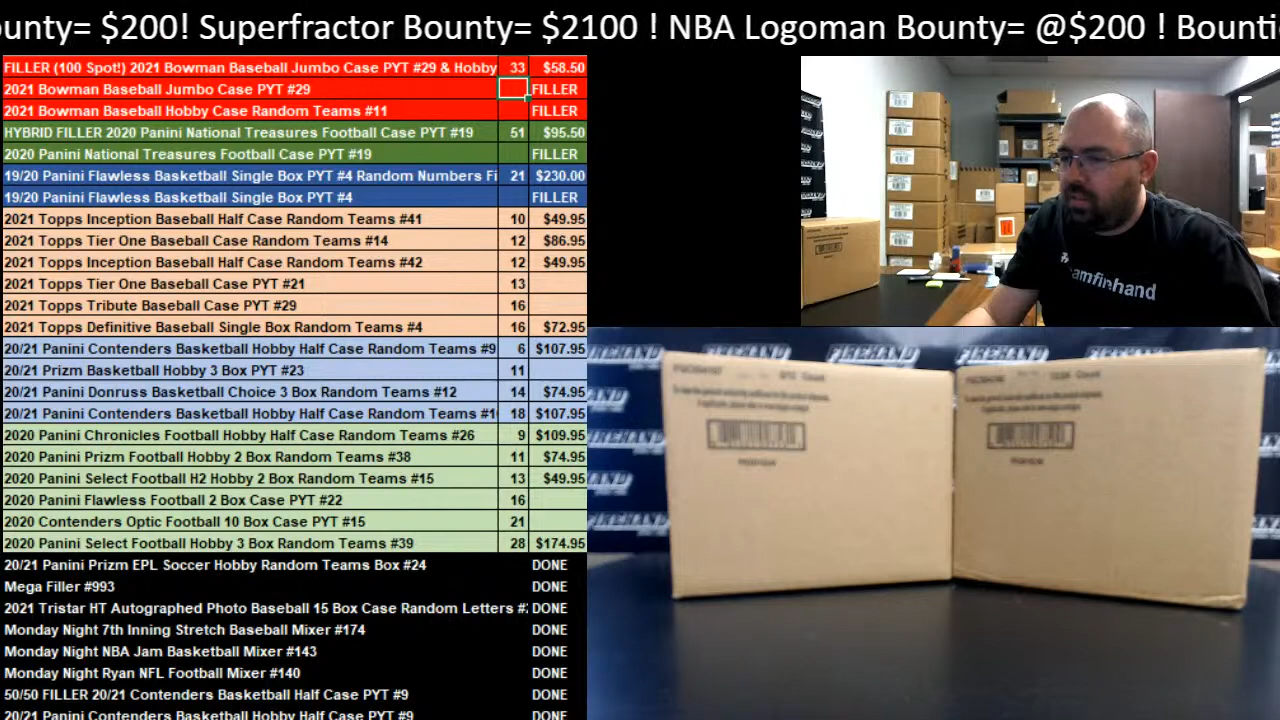 ounty= $200! Superfractor Bounty= $2100 ! NBA Logoman Bounty= @$200 ! Bounti
FILLER (100 Spot!) 2021 Bowman Baseball Jumbo Case PYT #29 & Hobby 33 $58.50
2021 Bowman Baseball Jumbo Case PYT #29 FILLER
2021 Bowman Baseball Hobby Case Random Teams #11 FILLER
HYBRID FILLER 2020 Panini National Treasures Football Case PYT #19 51 $95.50
2020 Panini National Treasures Football Case PYT #19 FILLER
19/20 Panini Flawless Basketball Single Box PYT #4 Random Numbers Fi 21 $230.00
19/20 Panini Flawless Basketball Single Box PYT #4 FILLER
2021 Topps Inception Baseball Half Case Random Teams #41 10 $49.95
2021 Topps Tier One Baseball Case Random Teams #14 12 $86.95
2021 Topps Inception Baseball Half Case Random Teams #42 12 $49.95
2021 Topps Tier One Baseball Case PYT #21 13
2021 Topps Tribute Baseball Case PYT #29 16
2021 Topps Definitive Baseball Single Box Random Teams #4 16 $72.95
20/21 Panini Contenders Basketball Hobby Half Case Random Teams #9 6 $107.95
20/21 Prizm Basketball Hobby 3 Box PYT #23 11
20/21 Panini Donruss Basketball Choice 3 Box Random Teams #12 14 $74.95
20/21 Panini Contenders Basketball Hobby Half Case Random Teams #1 18 $107.95
2020 Panini Chronicles Football Hobby Half Case Random Teams #26 9 $109.95
2020 Panini Prizm Football Hobby 2 Box Random Teams #38 11 $74.95
2020 Panini Select Football H2 Hobby 2 Box Random Teams #15 13 $49.95
2020 Panini Flawless Football 2 Box Case PYT #22 16
2020 Contenders Optic Football 10 Box Case PYT #15 21
2020 Panini Select Football Hobby 3 Box Random Teams #39 28 $174.95
20/21 Panini Prizm EPL Soccer Hobby Random Teams Box #24 DONE
Mega Filler #993 DONE
2021 Tristar HT Autographed Photo Baseball 15 Box Case Random Letters # DONE
Monday Night 7th Inning Stretch Baseball Mixer #174 DONE
Monday Night NBA Jam Basketball Mixer #143 DONE
Monday Night Ryan NFL Football Mixer #140 DONE
50/50 FILLER 20/21 Contenders Basketball Half Case PYT #9 DONE
20/21 Panini Contenders Basketball Hobby Half Case PYT #9 DONE
amfirehand
FIREHAND
FIREHAND
FIREHAND
FIREHAND
FIREHAND